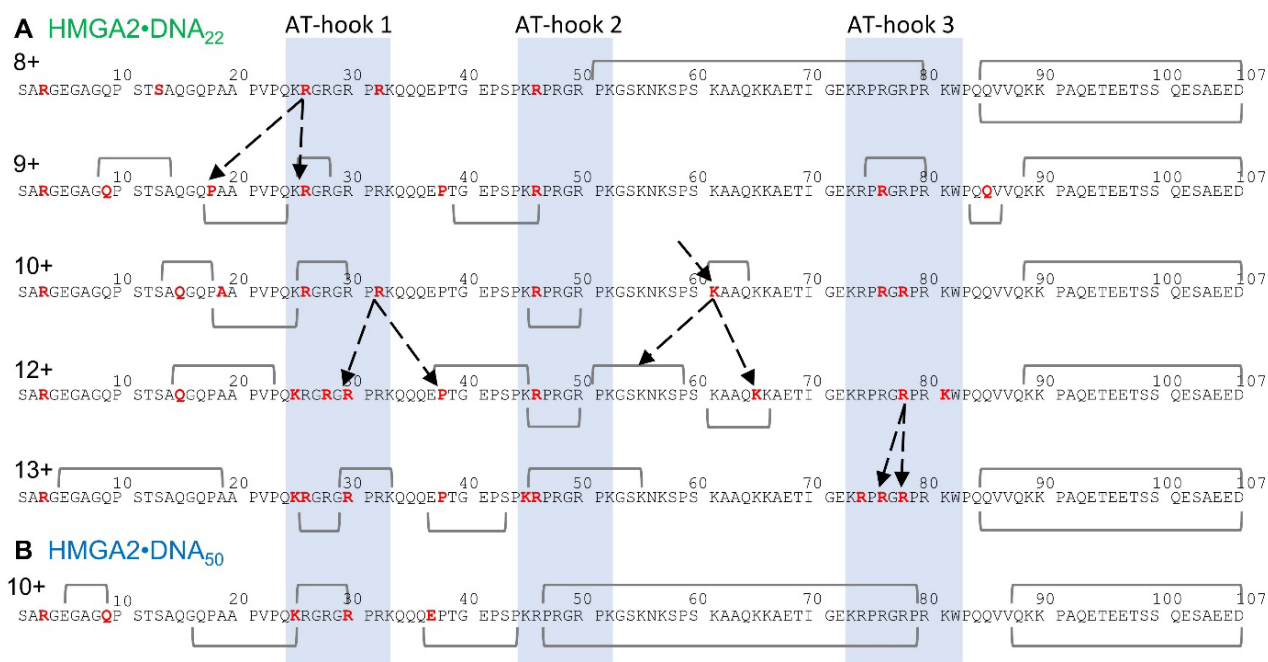 AT-hook 1 AT-hook 2 AT-hook 3
A HMGA2•DNA₂₂
8+
10 20 30 40 50 60 70 80 90 100 107
SARGEGAGQP STSAQGQPAA PVPQKRGRGR PRKQQQEPTG EPSPKRPRGR PKGSKNKSPS KAAQKKAETI GEKRPRGRPR KWPQQVVQKK PAQETEETSS QESAEED
9+
10 20 30 40 50 60 70 80 90 100 107
SARGEGAGQP STSAQGQPAA PVPQKRGRGR PRKQQQEPTG EPSPKRPRGR PKGSKNKSPS KAAQKKAETI GEKRPRGRPR KWPQQVVQKK PAQETEETSS QESAEED
10+
10 20 30 40 50 60 70 80 90 100 107
SARGEGAGQP STSAQGQPAA PVPQKRGRGR PRKQQQEPTG EPSPKRPRGR PKGSKNKSPS KAAQKKAETI GEKRPRGRPR KWPQQVVQKK PAQETEETSS QESAEED
12+
10 20 30 40 50 60 70 80 90 100 107
SARGEGAGQP STSAQGQPAA PVPQKRGRGR PRKQQQEPTG EPSPKRPRGR PKGSKNKSPS KAAQKKAETI GEKRPRGRPR KWPQQVVQKK PAQETEETSS QESAEED
13+
10 20 30 40 50 60 70 80 90 100 107
SARGEGAGQP STSAQGQPAA PVPQKRGRGR PRKQQQEPTG EPSPKRPRGR PKGSKNKSPS KAAQKKAETI GEKRPRGRPR KWPQQVVQKK PAQETEETSS QESAEED
B HMGA2•DNA₅₀
10+
10 20 30 40 50 60 70 80 90 100 107
SARGEGAGQP STSAQGQPAA PVPQKRGRGR PRKQQQEPTG EPSPKRPRGR PKGSKNKSPS KAAQKKAETI GEKRPRGRPR KWPQQVVQKK PAQETEETSS QESAEED